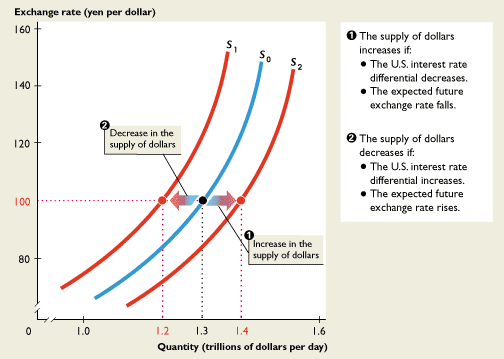 Exchange rate (yen per dollar)
160
140
120
100
80
0
1.0
1.2
1.3
1.4
1.6
Quantity (trillions of dollars per day)
S1
S0
S2
2
Decrease in the
supply of dollars
1
Increase in the
supply of dollars
1 The supply of dollars
increases if:
• The U.S. interest rate
differential decreases.
• The expected future
exchange rate falls.
2 The supply of dollars
decreases if:
• The U.S. interest rate
differential increases.
• The expected future
exchange rate rises.